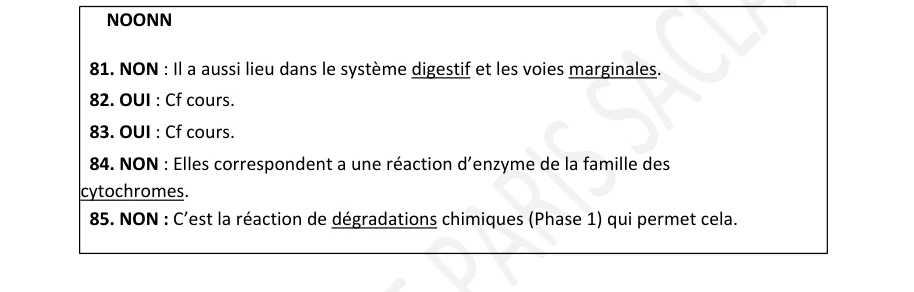 NOONN
81. NON : Il a aussi lieu dans le système digestif et les voies marginales.
82. OUI : Cf cours.
83. OUI : Cf cours.
84. NON : Elles correspondent a une réaction d’enzyme de la famille des
cytochromes.
85. NON : C’est la réaction de dégradations chimiques (Phase 1) qui permet cela.
PARIS SACLA